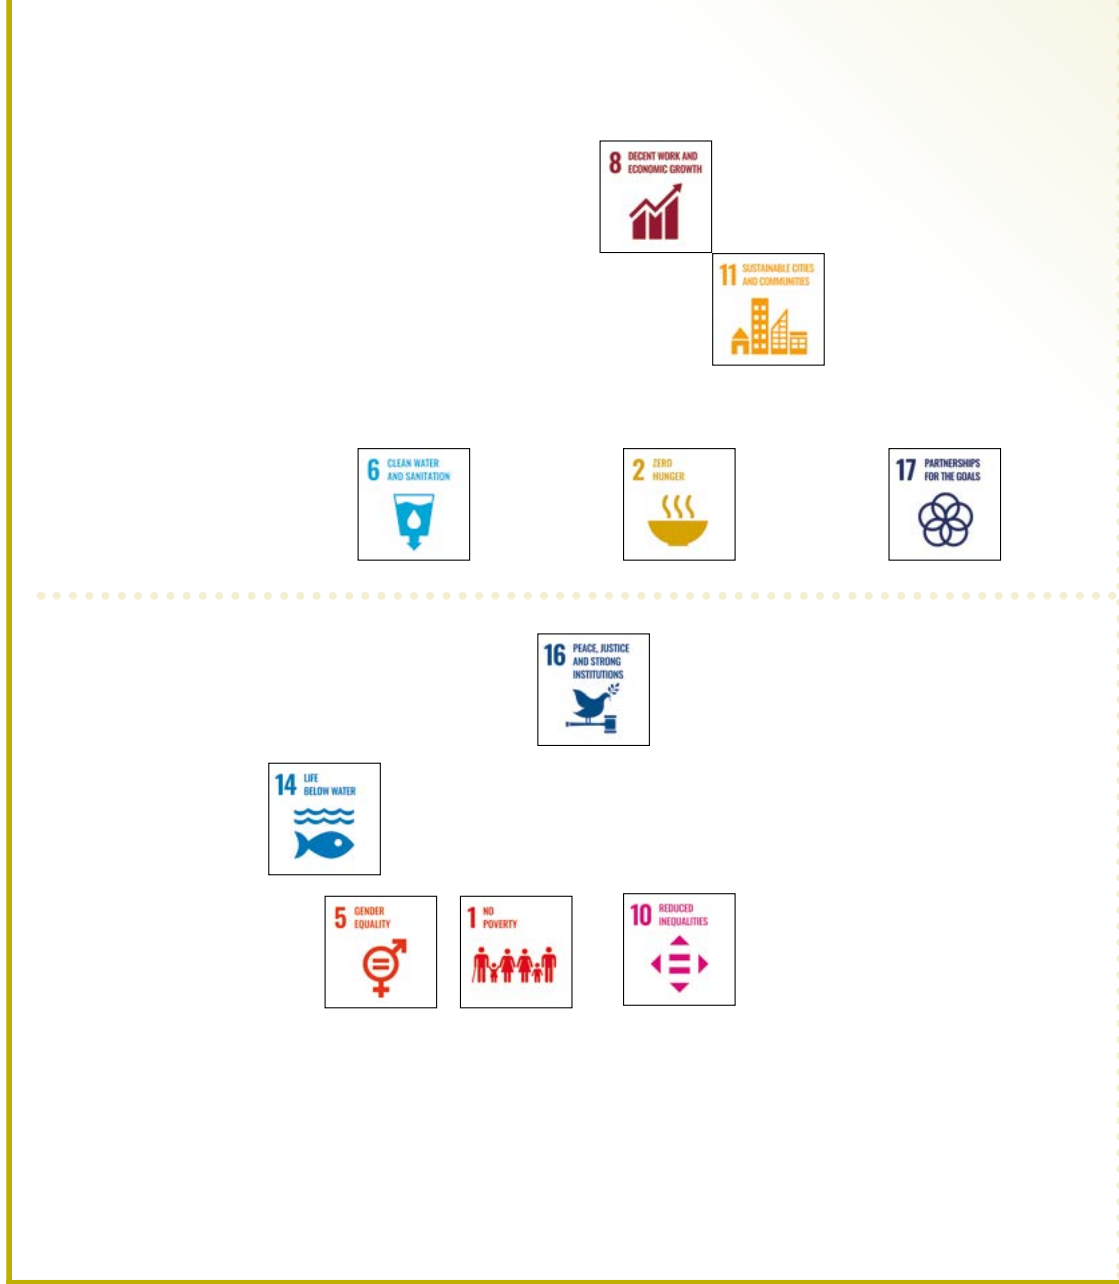 8 DECENT WORK AND
ECONOMIC GROWTH
11 SUSTAINABLE CITIES
AND COMMUNITIES
6 CLEAN WATER
AND SANITATION
2 ZERO
HUNGER
17 PARTNERSHIPS
FOR THE GOALS
16 PEACE, JUSTICE
AND STRONG
INSTITUTIONS
14 LIFE
BELOW WATER
5 GENDER
EQUALITY
1 NO
POVERTY
10 REDUCED
INEQUALITIES